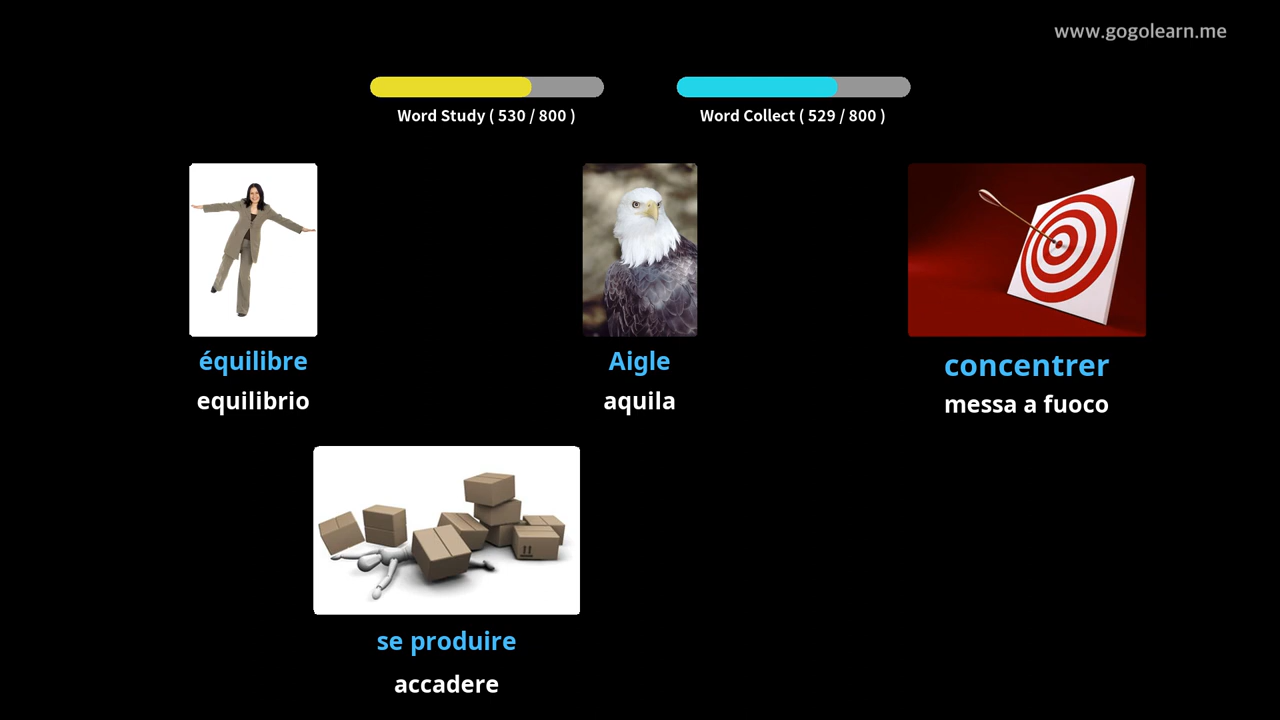 www.gogolearn.me
Word Study ( 530 / 800 )
Word Collect ( 529 / 800 )
équilibre
equilibrio
Aigle
aquila
concentrer
messa a fuoco
se produire
accadere